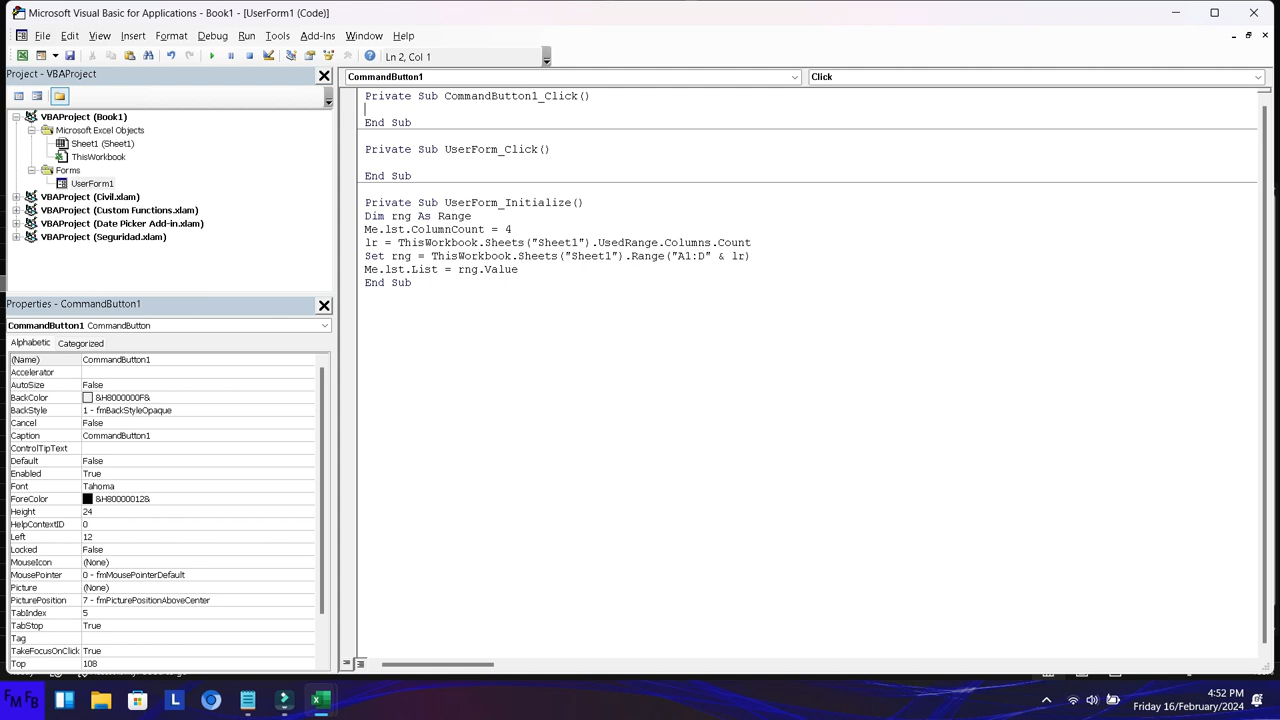 Microsoft Visual Basic for Applications - Book1 - [UserForm1 (Code)]
File Edit View Insert Format Debug Run Tools Add-Ins Window Help
Ln 2, Col 1
Project - VBAProject
CommandButton1
Click
VBAProject (Book1)
Microsoft Excel Objects
Sheet1 (Sheet1)
ThisWorkbook
Forms
UserForm1
VBAProject (Civil.xlam)
VBAProject (Custom Functions.xlam)
VBAProject (Date Picker Add-in.xlam)
VBAProject (Seguridad.xlam)
Private Sub CommandButton1_Click()
End Sub
Private Sub UserForm_Click()
End Sub
Private Sub UserForm_Initialize()
Dim rng As Range
Me.lst.ColumnCount = 4
lr = ThisWorkbook.Sheets("Sheet1").UsedRange.Columns.Count
Set rng = ThisWorkbook.Sheets("Sheet1").Range("A1:D" & lr)
Me.lst.List = rng.Value
End Sub
Properties - CommandButton1
CommandButton1 CommandButton
Alphabetic Categorized
(Name) CommandButton1
Accelerator
AutoSize False
BackColor &H8000000F&
BackStyle 1 - fmBackStyleOpaque
Cancel False
Caption CommandButton1
ControlTipText
Default False
Enabled True
Font Tahoma
ForeColor &H80000012&
Height 24
HelpContextID 0
Left 12
Locked False
MouseIcon (None)
MousePointer 0 - fmMousePointerDefault
Picture (None)
PicturePosition 7 - fmPicturePositionAboveCenter
TabIndex 5
TabStop True
Tag
TakeFocusOnClick True
Top 108
FM FB
L
4:52 PM
Friday 16/February/2024